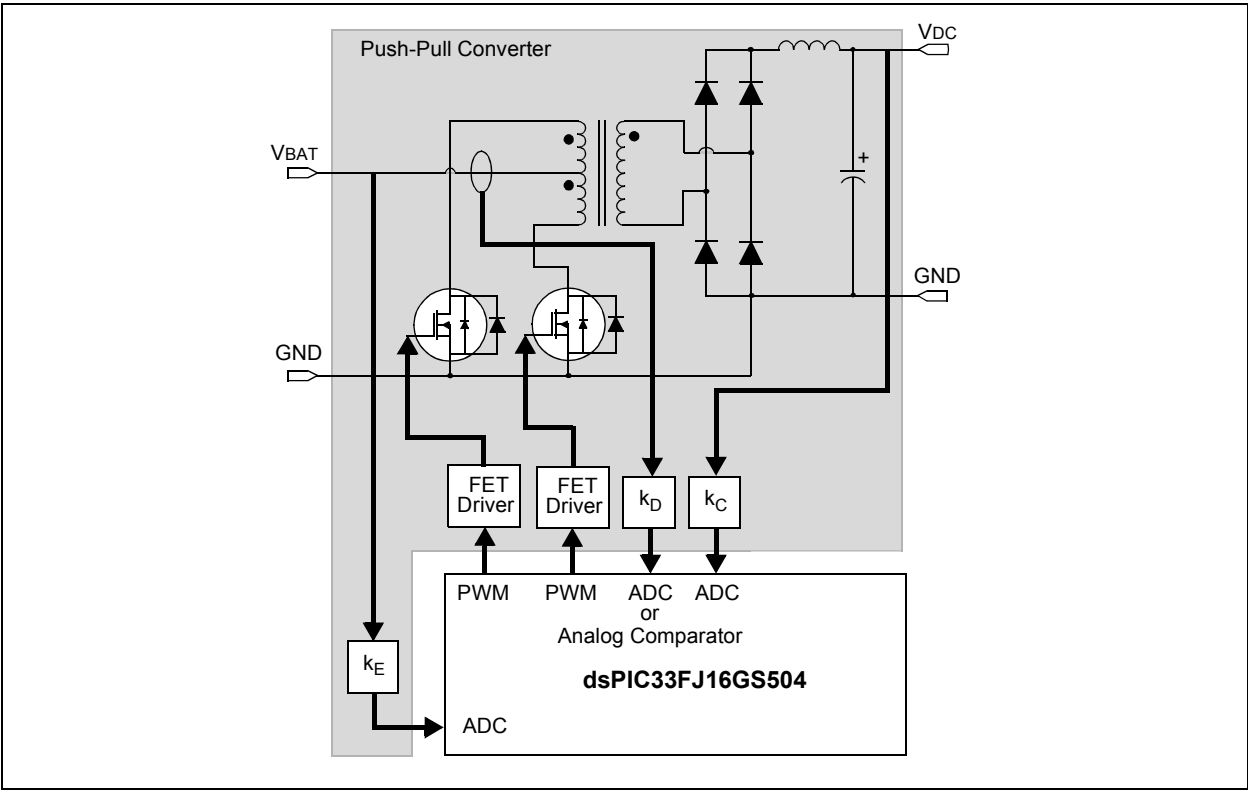 Push-Pull Converter
VDC
VBAT
GND
GND
FET
Driver
FET
Driver
kD
kC
PWM
PWM
ADC
or
Analog Comparator
ADC
kE
dsPIC33FJ16GS504
ADC
+